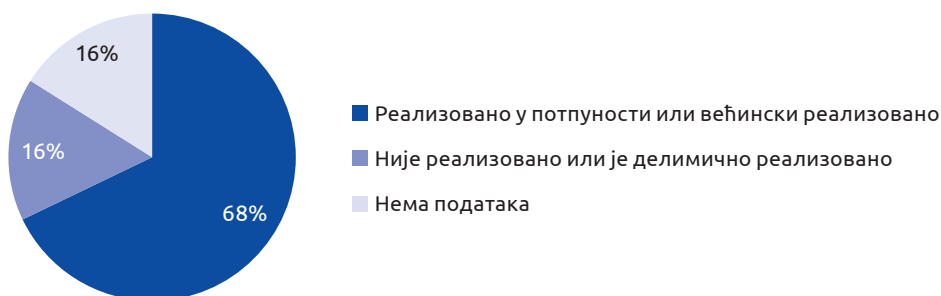 16%
16%
68%
Реализовано у потпуности или већински реализовано
Није реализовано или је делимично реализовано
Нема података